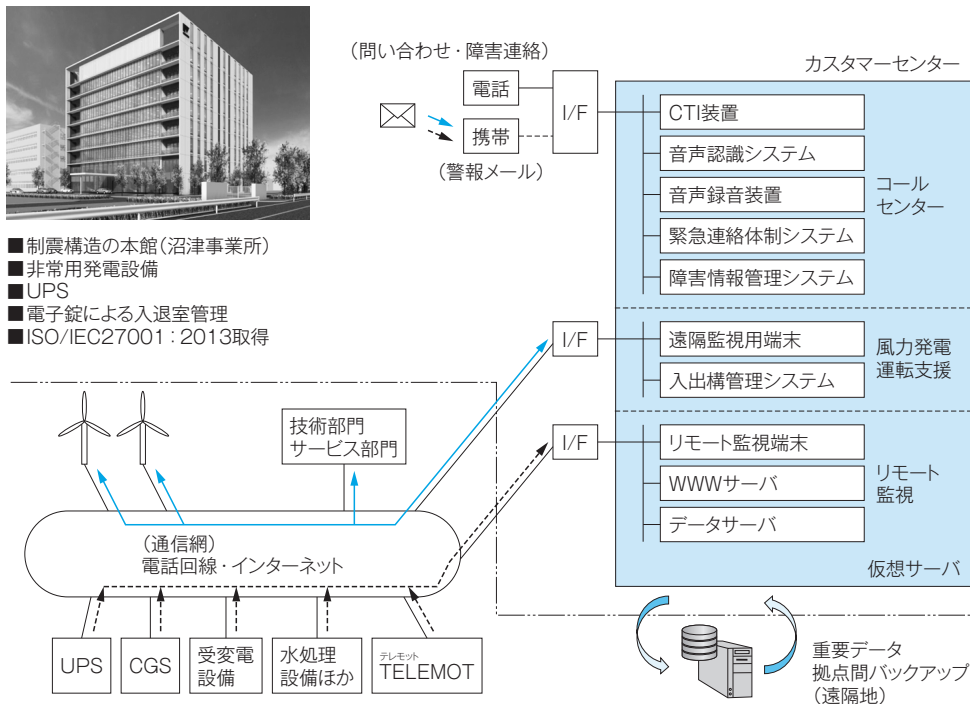 ■制震構造の本館(沼津事業所)
■非常用発電設備
■UPS
■電子錠による入退室管理
■ISO/IEC27001:2013取得
(問い合わせ・障害連絡)
電話
携帯
(警報メール)
I/F
カスタマーセンター
CTI装置
音声認識システム
音声録音装置
緊急連絡体制システム
障害情報管理システム
コール
センター
I/F
遠隔監視用端末
入出構管理システム
風力発電
運転支援
I/F
リモート監視端末
WWWサーバ
データサーバ
リモート
監視
仮想サーバ
技術部門
サービス部門
(通信網)
電話回線・インターネット
UPS
CGS
受変電
設備
水処理
設備ほか
テレモット
TELEMOT
重要データ
拠点間バックアップ
(遠隔地)